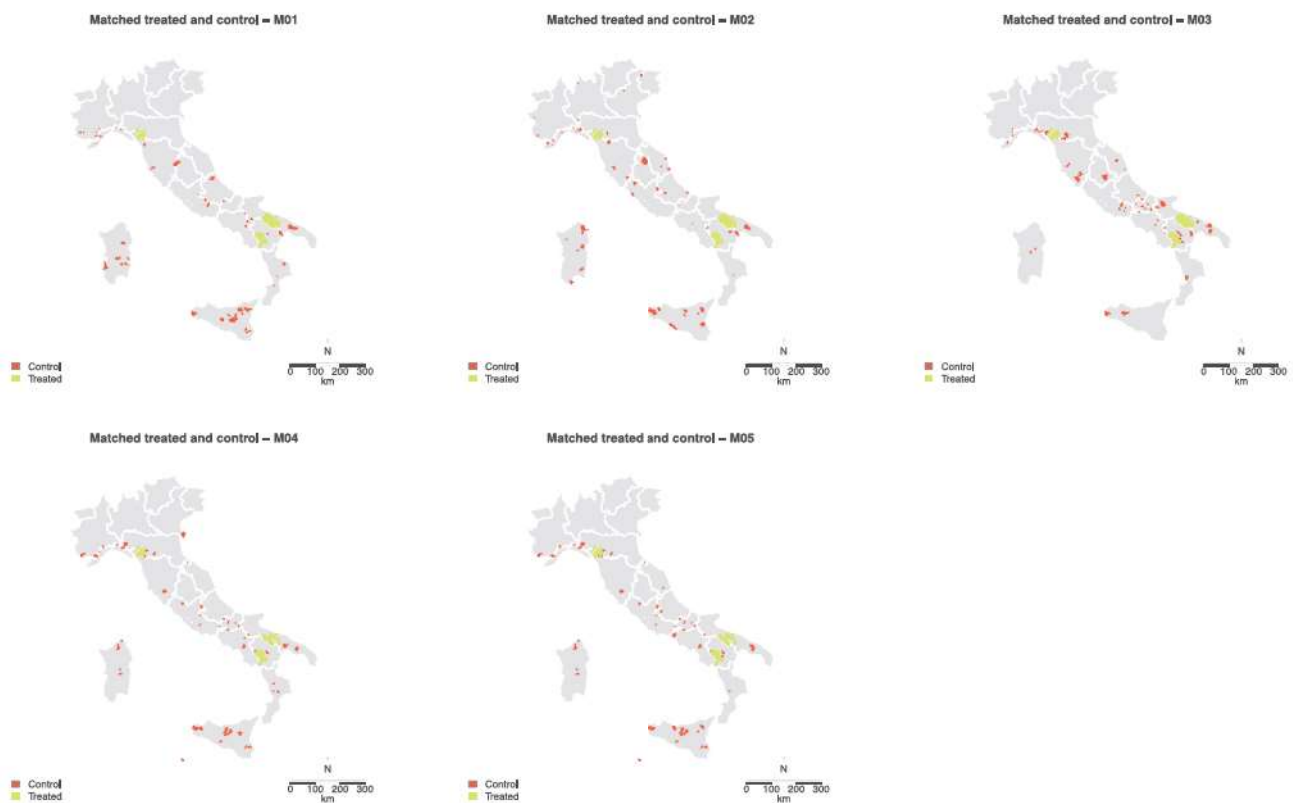 Matched treated and control – M01
Matched treated and control – M02
Matched treated and control – M03
N
Control
Treated
0 100 200 300
km
N
Control
Treated
0 100 200 300
km
N
Control
Treated
0 100 200 300
km
Matched treated and control – M04
Matched treated and control – M05
N
Control
Treated
0 100 200 300
km
N
Control
Treated
0 100 200 300
km